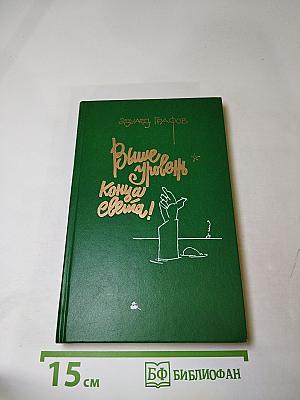 ЭДУАРД ГРАФОВ
Выше
уровень
конца
света!
15 см
БФ БИБЛИОФАН